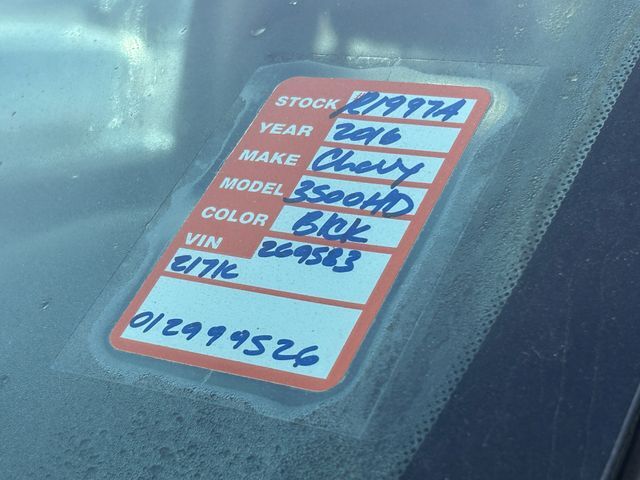 STOCK R1997A
YEAR 2016
MAKE Chevy
MODEL 3500HD
COLOR BlCK
VIN 269583
2171C
012999526